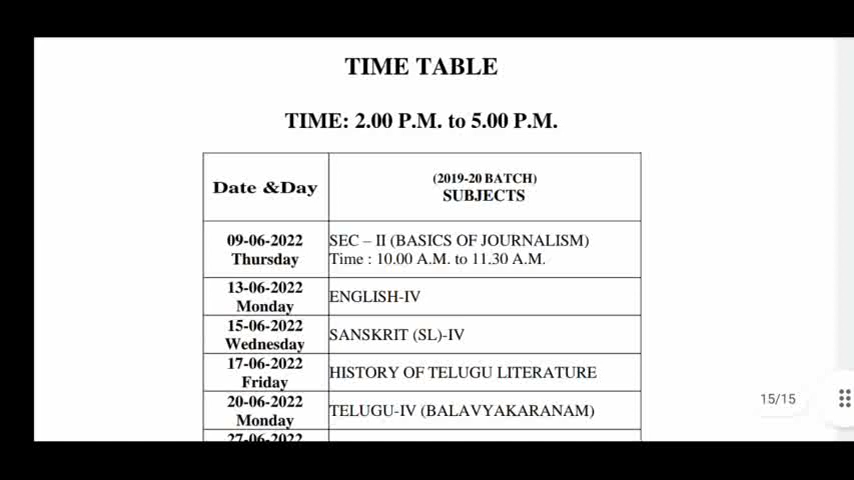 TIME TABLE
TIME: 2.00 P.M. to 5.00 P.M.
Date &Day
(2019-20 BATCH)
SUBJECTS
09-06-2022
Thursday
SEC – II (BASICS OF JOURNALISM)
Time : 10.00 A.M. to 11.30 A.M.
13-06-2022
Monday
ENGLISH-IV
15-06-2022
Wednesday
SANSKRIT (SL)-IV
17-06-2022
Friday
HISTORY OF TELUGU LITERATURE
20-06-2022
Monday
TELUGU-IV (BALAVYAKARANAM)
27-06-2022
15/15